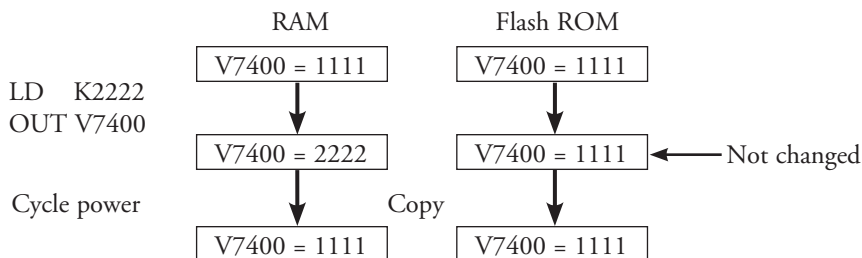 RAM Flash ROM
V7400 = 1111 V7400 = 1111
LD K2222
OUT V7400
V7400 = 2222 V7400 = 1111 Not changed
Cycle power Copy
V7400 = 1111 V7400 = 1111